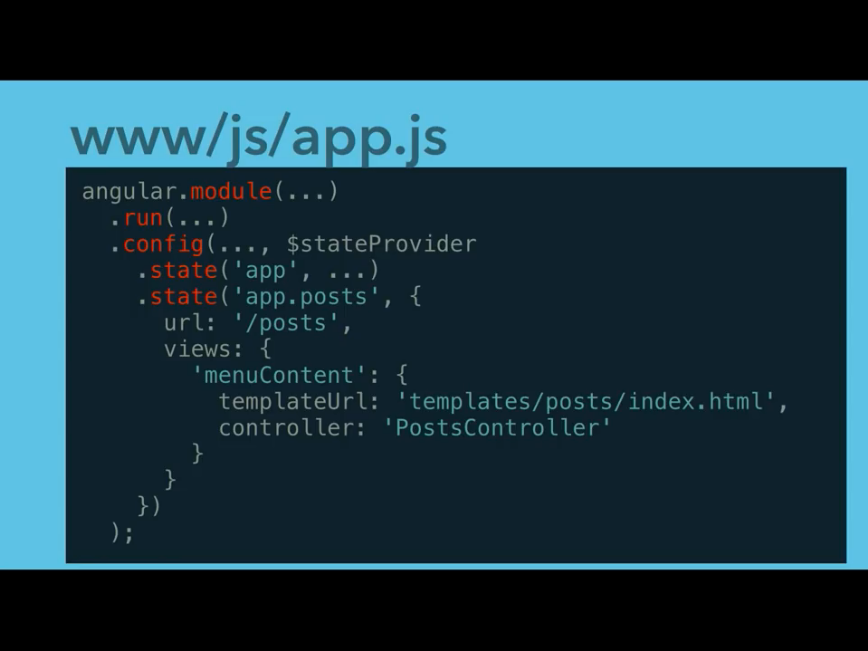 www/js/app.js
angular.module(...)
  .run(...)
  .config(..., $stateProvider
    .state('app', ...)
    .state('app.posts', {
      url: '/posts',
      views: {
        'menuContent': {
          templateUrl: 'templates/posts/index.html',
          controller: 'PostsController'
        }
      }
    })
  );